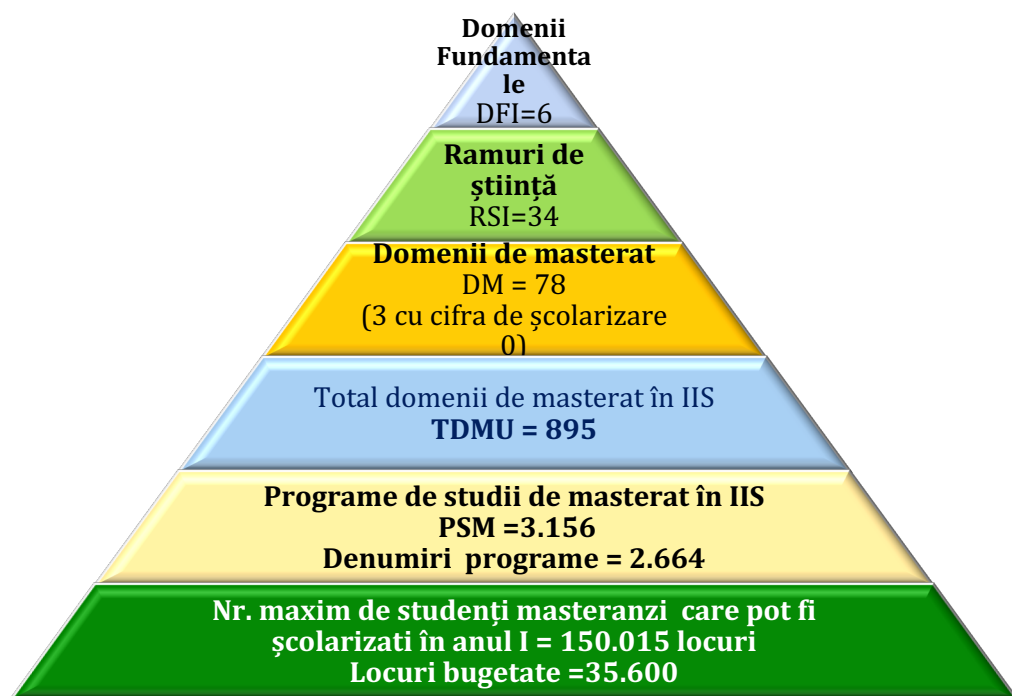 Domenii
Fundamenta
le
DFI=6
Ramuri de
știință
RSI=34
Domenii de masterat
DM = 78
(3 cu cifra de școlarizare
0)
Total domenii de masterat în IIS
TDMU = 895
Programe de studii de masterat în IIS
PSM =3.156
Denumiri programe = 2.664
Nr. maxim de studenți masteranzi care pot fi
școlarizati în anul I = 150.015 locuri
Locuri bugetate =35.600